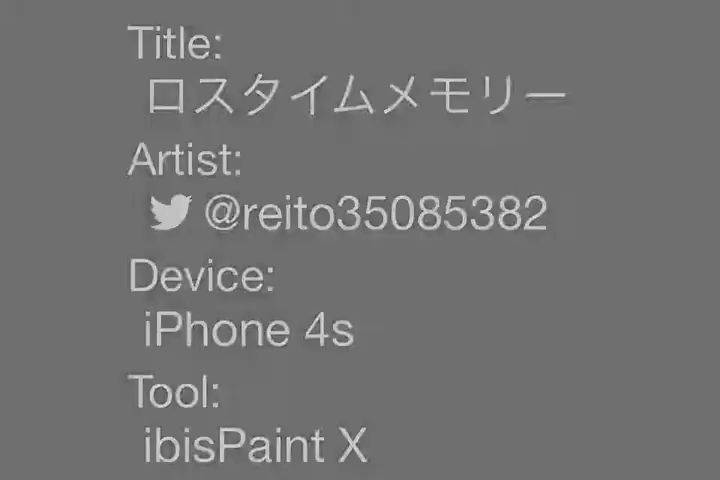 Title:
ロスタイムメモリー
Artist:
@reito35085382
Device:
iPhone 4s
Tool:
ibisPaint X